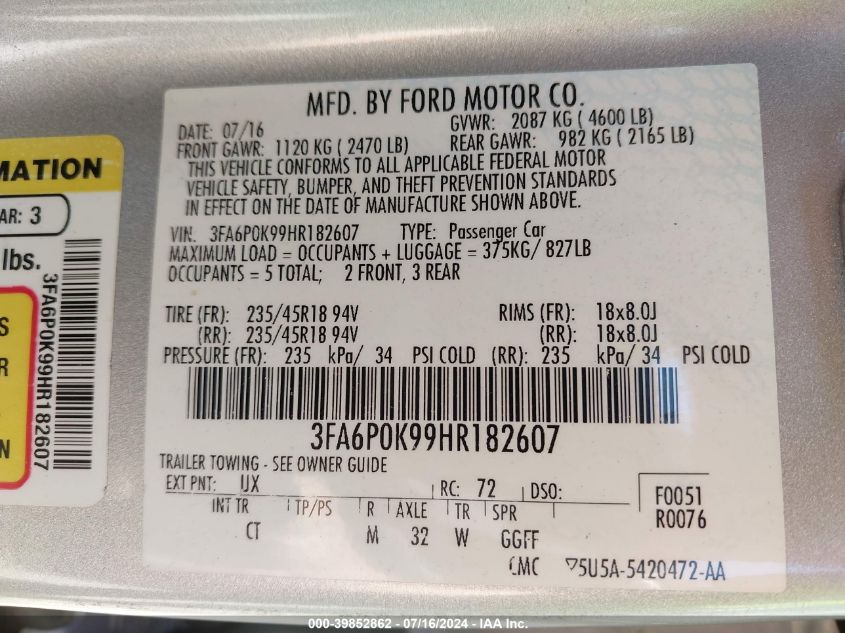 MFD. BY FORD MOTOR CO.
DATE: 07/16 GVWR: 2087 KG ( 4600 LB)
FRONT GAWR: 1120 KG ( 2470 LB) REAR GAWR: 982 KG ( 2165 LB)
THIS VEHICLE CONFORMS TO ALL APPLICABLE FEDERAL MOTOR
VEHICLE SAFETY, BUMPER, AND THEFT PREVENTION STANDARDS
IN EFFECT ON THE DATE OF MANUFACTURE SHOWN ABOVE.
VIN: 3FA6P0K99HR182607 TYPE: Passenger Car
MAXIMUM LOAD = OCCUPANTS + LUGGAGE = 375KG/ 827LB
OCCUPANTS = 5 TOTAL; 2 FRONT, 3 REAR
TIRE (FR): 235/45R18 94V RIMS (FR): 18x8.0J
(RR): 235/45R18 94V (RR): 18x8.0J
PRESSURE (FR): 235 kPa/ 34 PSI COLD (RR): 235 kPa/ 34 PSI COLD
3FA6P0K99HR182607
TRAILER TOWING - SEE OWNER GUIDE
EXT PNT: UX RC: 72 DSO: F0051
R0076
INT TR TP/PS R AXLE TR SPR
CT M 32 W GGFF
5U5A-5420472-AA
MATION
AR: 3
lbs.
3FA6P0K99HR182607
S
R
N
000-39852862 - 07/16/2024 - IAA Inc.